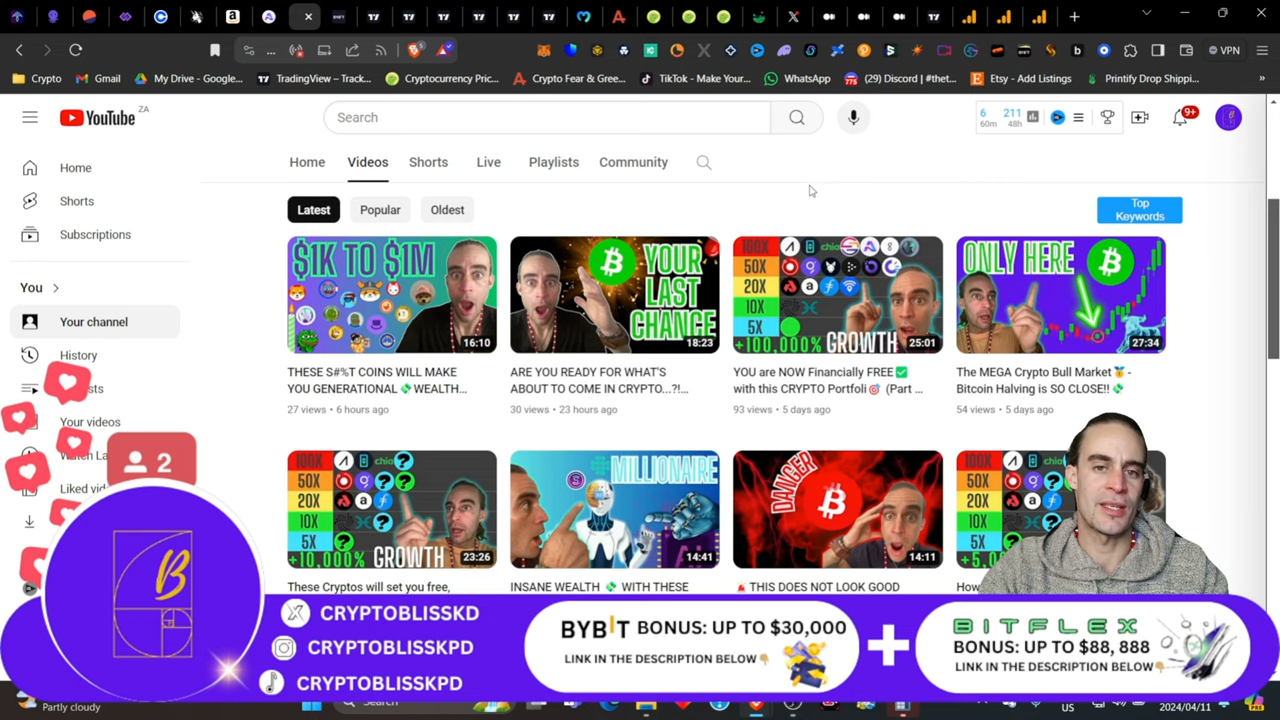 Crypto
Gmail
My Drive - Google...
TradingView – Track...
Cryptocurrency Pric...
Crypto Fear & Gree...
TikTok - Make Your...
WhatsApp
(29) Discord | #thet...
Etsy - Add Listings
Printify Drop Shippi...
VPN
YouTube ZA
Search
6 60m
211 48h
9+
Home
Shorts
Subscriptions
You
Your channel
History
Your videos
Home Videos Shorts Live Playlists Community
Latest Popular Oldest
Top
Keywords
$1K TO $1M
16:10
THESE S#%T COINS WILL MAKE
YOU GENERATIONAL 💸 WEALTH...
27 views • 6 hours ago
YOUR
LAST
CHANCE
18:23
ARE YOU READY FOR WHAT'S
ABOUT TO COME IN CRYPTO...?!...
30 views • 23 hours ago
100X
50X
20X
10X
5X
+100,000% GROWTH
25:01
YOU are NOW Financially FREE✅
with this CRYPTO Portfoli🎯 (Part ...
93 views • 5 days ago
ONLY HERE
27:34
The MEGA Crypto Bull Market 🥇 -
Bitcoin Halving is SO CLOSE!! 💸
54 views • 5 days ago
100X
50X
20X
10X
5X
+10,000% GROWTH
23:26
These Cryptos will set you free,
MILLIONAIRE
14:41
INSANE WEALTH 💸 WITH THESE
DANGER
14:11
🚨THIS DOES NOT LOOK GOOD
100X
50X
20X
10X
5X
2
B
CRYPTOBLISSKD
CRYPTOBLISSKPD
CRYPTOBLISSKPD
BYBIT BONUS: UP TO $30,000
LINK IN THE DESCRIPTION BELOW👇🏼
BITFLEX
BONUS: UP TO $88, 888
LINK IN THE DESCRIPTION BELOW👇🏼
Partly cloudy
Search
US
2024/04/11